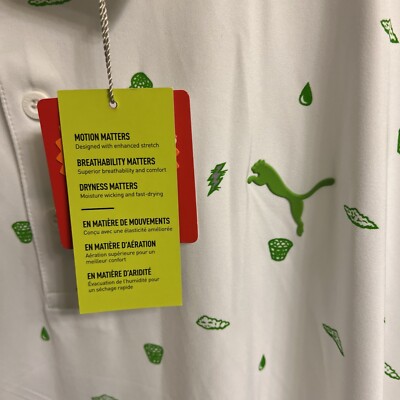 MOTION MATTERS
Designed with enhanced stretch
BREATHABILITY MATTERS
Superior breathability and comfort
DRYNESS MATTERS
Moisture wicking and fast-drying
EN MATIÈRE DE MOUVEMENTS
Conçu avec une élasticité améliorée
EN MATIÈRE D'AÉRATION
Aération supérieure pour un
meilleur confort
EN MATIÈRE D'ARIDITÉ
Évacuation de l'humidité pour
un séchage rapide